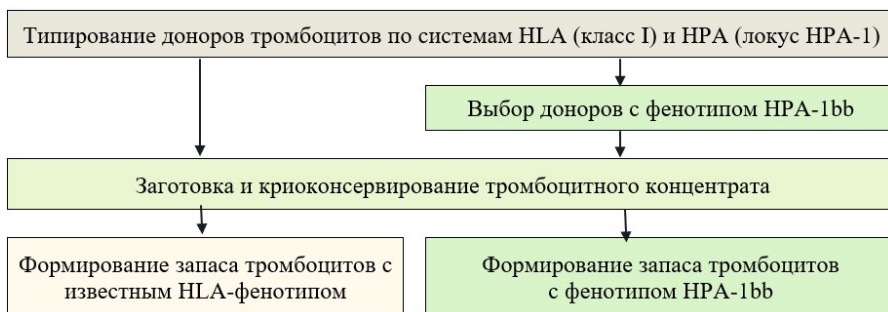 Типирование доноров тромбоцитов по системам HLA (класс I) и HPA (локус HPA-1)
Выбор доноров с фенотипом HPA-1bb
Заготовка и криоконсервирование тромбоцитного концентрата
Формирование запаса тромбоцитов с
известным HLA-фенотипом
Формирование запаса тромбоцитов
с фенотипом HPA-1bb